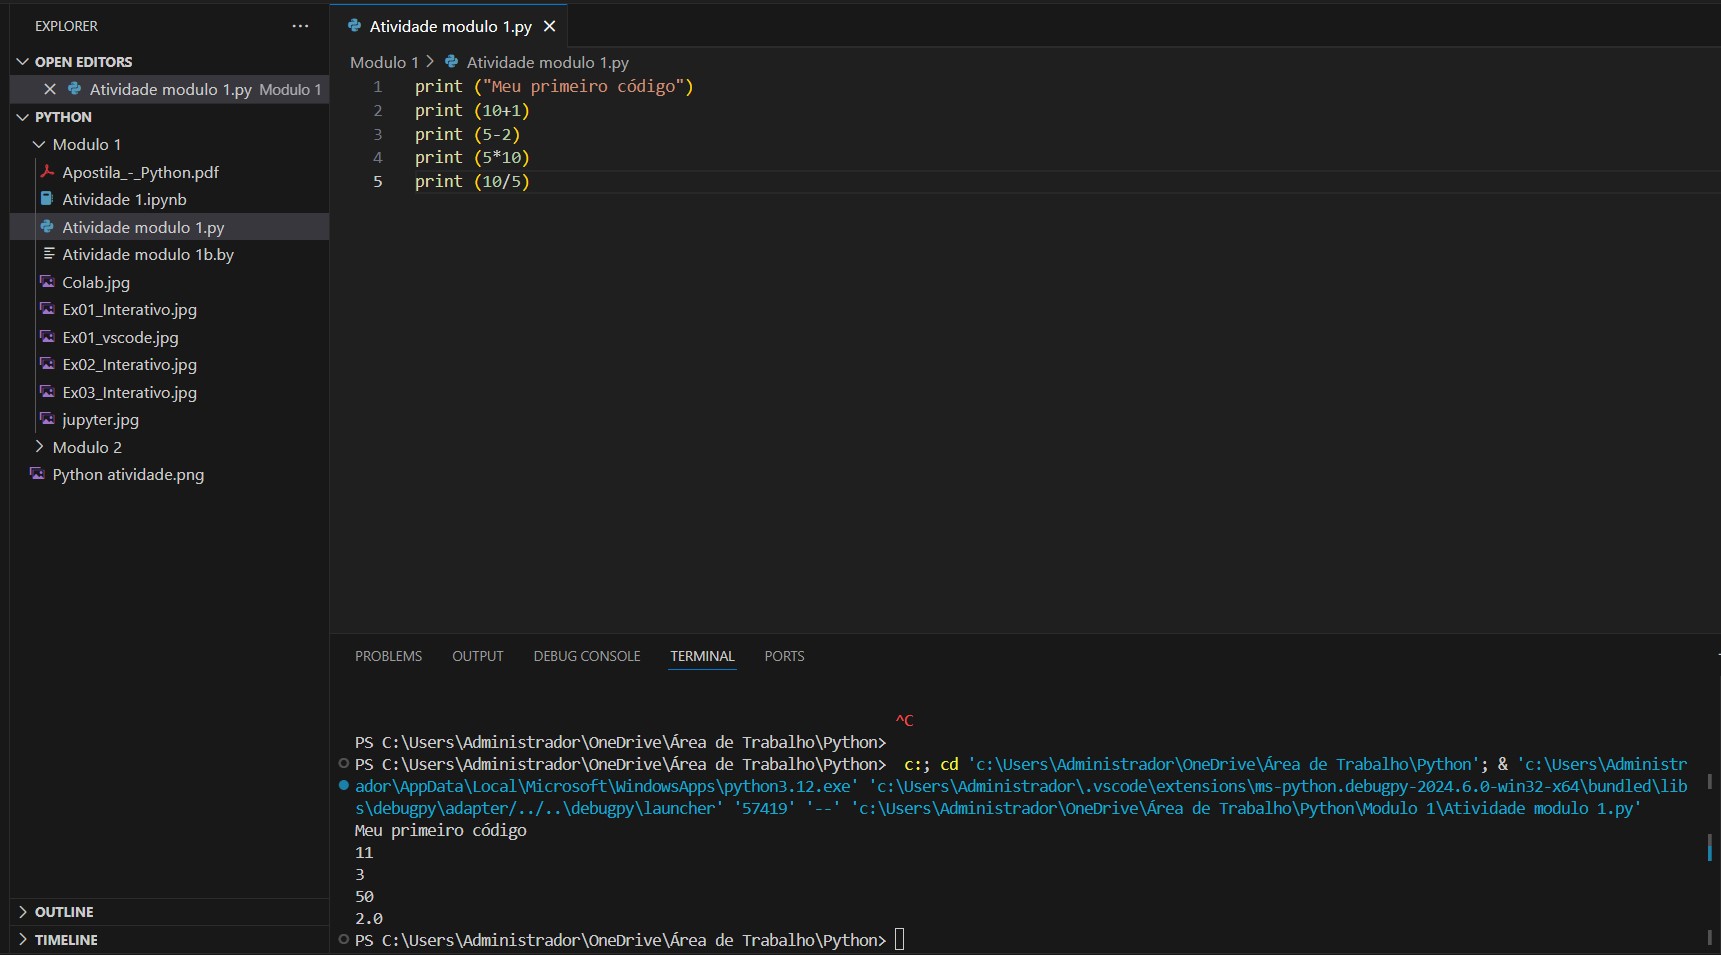 EXPLORER
OPEN EDITORS
Atividade modulo 1.py Modulo 1
PYTHON
Modulo 1
Apostila_-_Python.pdf
Atividade 1.ipynb
Atividade modulo 1.py
Atividade modulo 1b.by
Colab.jpg
Ex01_Interativo.jpg
Ex01_vscode.jpg
Ex02_Interativo.jpg
Ex03_Interativo.jpg
jupyter.jpg
Modulo 2
Python atividade.png
OUTLINE
TIMELINE
Atividade modulo 1.py
Modulo 1 > Atividade modulo 1.py
1 print ("Meu primeiro código")
2 print (10+1)
3 print (5-2)
4 print (5*10)
5 print (10/5)
PROBLEMS OUTPUT DEBUG CONSOLE TERMINAL PORTS
^C
PS C:\Users\Administrador\OneDrive\Área de Trabalho\Python>
PS C:\Users\Administrador\OneDrive\Área de Trabalho\Python> c:; cd 'c:\Users\Administrador\OneDrive\Área de Trabalho\Python'; & 'c:\Users\Administr
ador\AppData\Local\Microsoft\WindowsApps\python3.12.exe' 'c:\Users\Administrador\.vscode\extensions\ms-python.debugpy-2024.6.0-win32-x64\bundled\lib
s\debugpy\adapter/../..\debugpy\launcher' '57419' '--' 'c:\Users\Administrador\OneDrive\Área de Trabalho\Python\Modulo 1\Atividade modulo 1.py'
Meu primeiro código
11
3
50
2.0
PS C:\Users\Administrador\OneDrive\Área de Trabalho\Python>